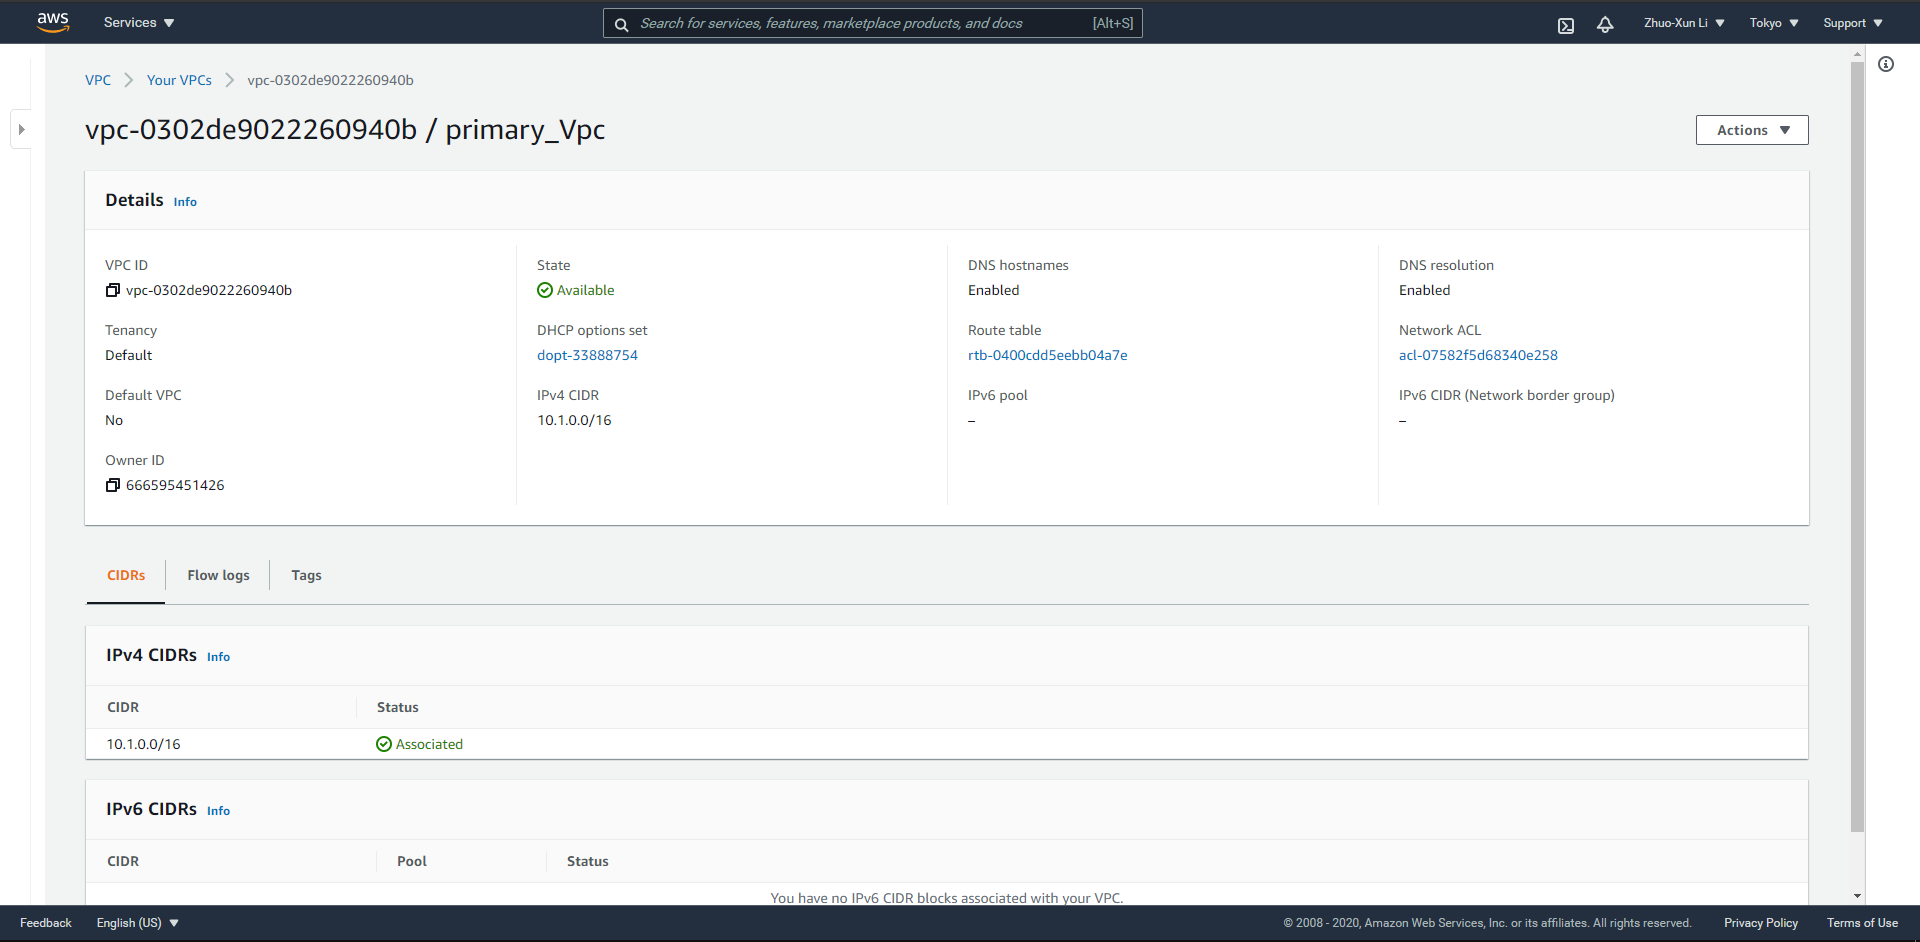 aws Services Search for services, features, marketplace products, and docs [Alt+S] Zhuo-Xun Li Tokyo Support
VPC Your VPCs vpc-0302de9022260940b
vpc-0302de9022260940b / primary_Vpc
Actions
Details Info
VPC ID State DNS hostnames DNS resolution
vpc-0302de9022260940b Available Enabled Enabled
Tenancy DHCP options set Route table Network ACL
Default dopt-33888754 rtb-0400cdd5eebb04a7e acl-07582f5d68340e258
Default VPC IPv4 CIDR IPv6 pool IPv6 CIDR (Network border group)
No 10.1.0.0/16 – –
Owner ID
666595451426
CIDRs Flow logs Tags
IPv4 CIDRs Info
CIDR Status
10.1.0.0/16 Associated
IPv6 CIDRs Info
CIDR Pool Status
You have no IPv6 CIDR blocks associated with your VPC.
Feedback English (US) © 2008 - 2020, Amazon Web Services, Inc. or its affiliates. All rights reserved. Privacy Policy Terms of Use